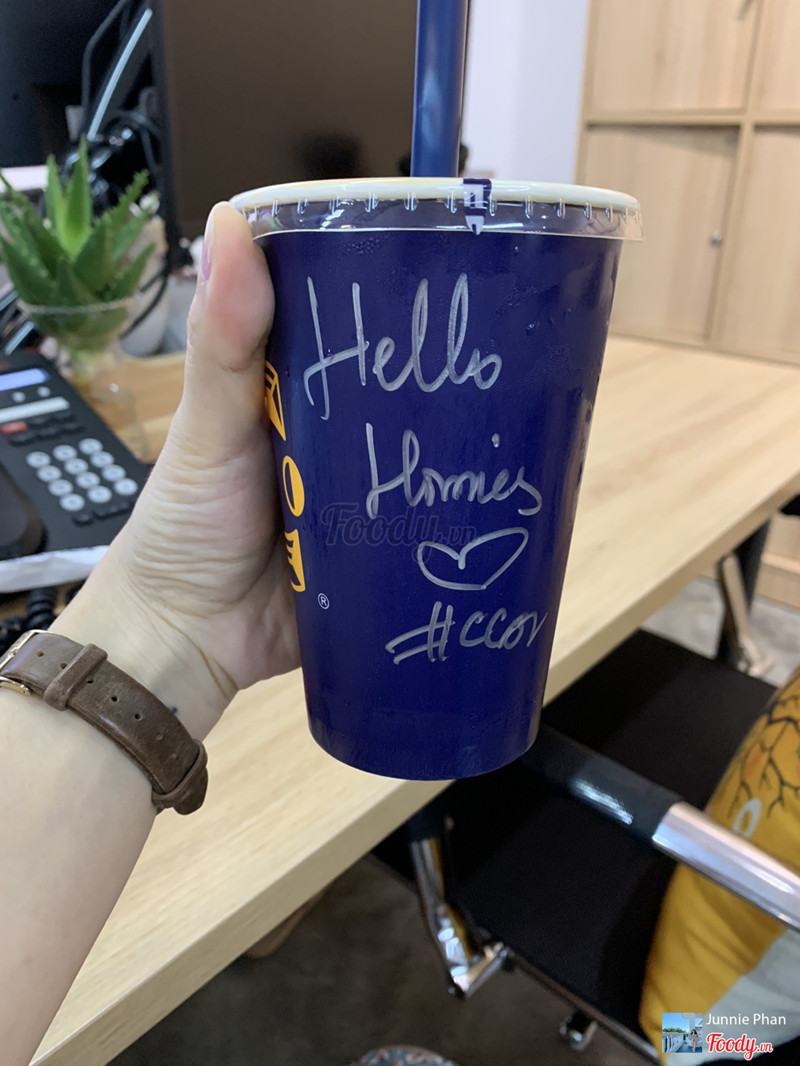 Hello
Homies
#CCOV
®
Foody.vn
Junnie Phan
Foody.vn